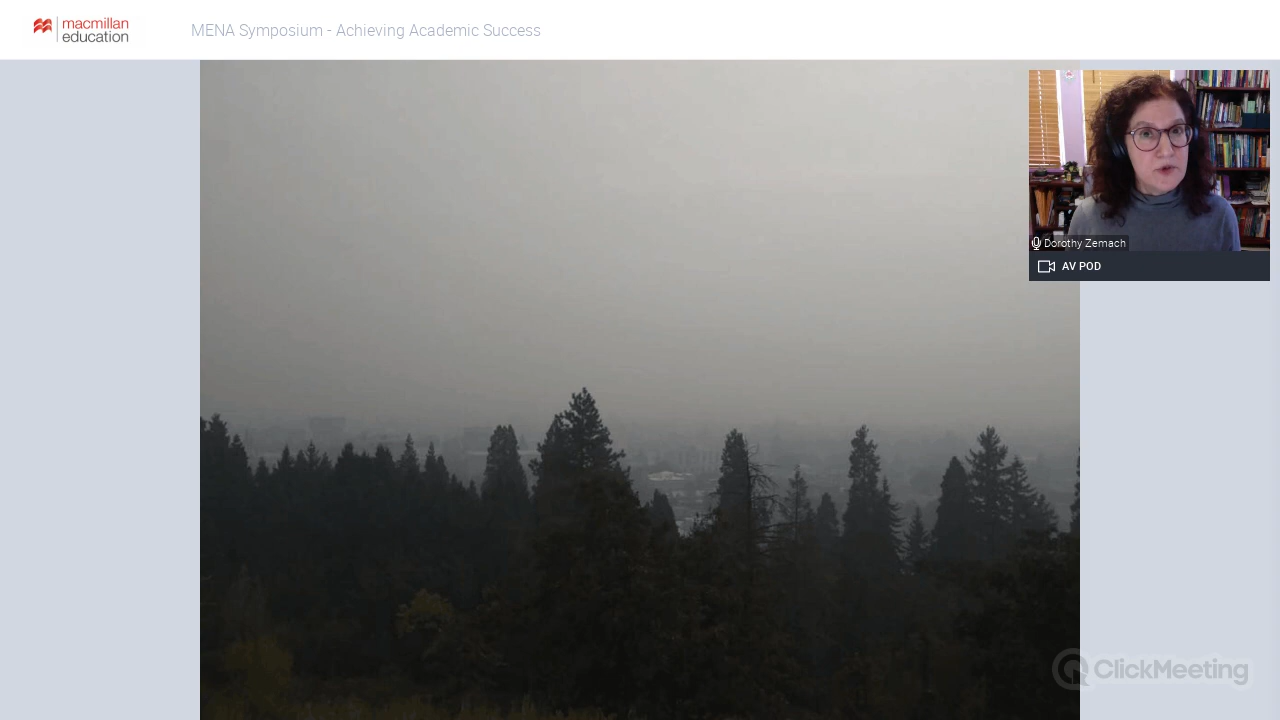 macmillan
education
MENA Symposium - Achieving Academic Success
Dorothy Zemach
AV POD
ClickMeeting